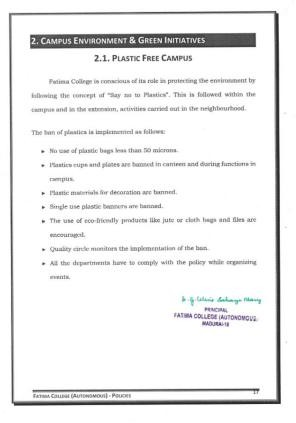 2. CAMPUS ENVIRONMENT & GREEN INITIATIVES
2.1. PLASTIC FREE CAMPUS
Fatima College is conscious of its role in protecting the environment by
following the concept of "Say no to Plastics". This is followed within the
campus and in the extension, activities carried out in the neighbourhood.
The ban of plastics is implemented as follows:
► No use of plastic bags less than 50 microns.
► Plastics cups and plates are banned in canteen and during functions in
campus.
► Plastic materials for decoration are banned.
► Single use plastic banners are banned.
► The use of eco-friendly products like jute or cloth bags and files are
encouraged.
► Quality circle monitors the implementation of the ban.
► All the departments have to comply with the policy while organizing
events.
PRINCIPAL
FATIMA COLLEGE (AUTONOMOUS),
MADURAI-18
FATIMA COLLEGE (AUTONOMOUS) - POLICIES
17